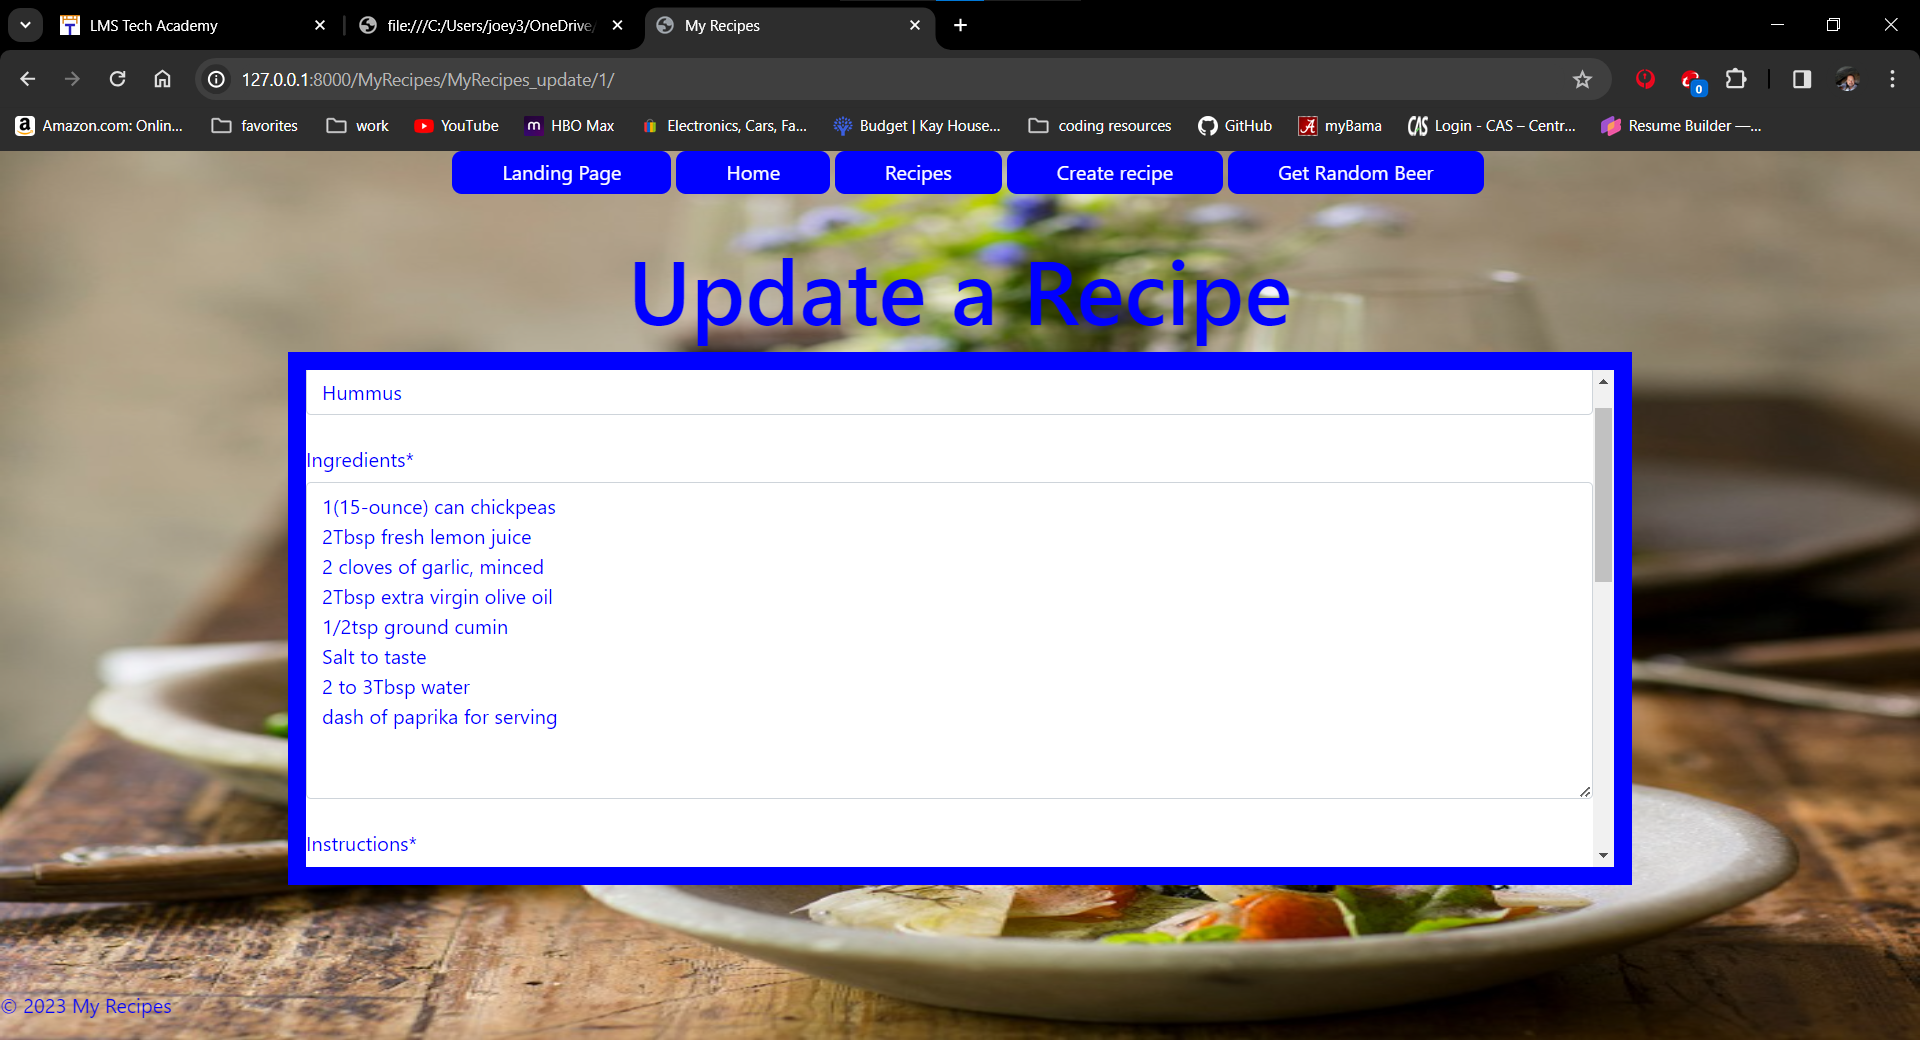 LMS Tech Academy
file:///C:/Users/joey3/OneDrive/
My Recipes
127.0.0.1:8000/MyRecipes/MyRecipes_update/1/
0
Amazon.com: Onlin...
favorites
work
YouTube
HBO Max
Electronics, Cars, Fa...
Budget | Kay House...
coding resources
GitHub
myBama
Login - CAS – Centr...
Resume Builder —...
Landing Page
Home
Recipes
Create recipe
Get Random Beer
Update a Recipe
Hummus
Ingredients*
1(15-ounce) can chickpeas
2Tbsp fresh lemon juice
2 cloves of garlic, minced
2Tbsp extra virgin olive oil
1/2tsp ground cumin
Salt to taste
2 to 3Tbsp water
dash of paprika for serving
Instructions*
© 2023 My Recipes